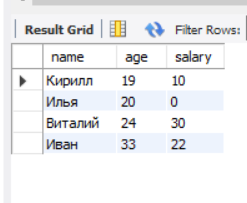 Result Grid Filter Rows:
name age salary
Кирилл 19 10
Илья 20 0
Виталий 24 30
Иван 33 22